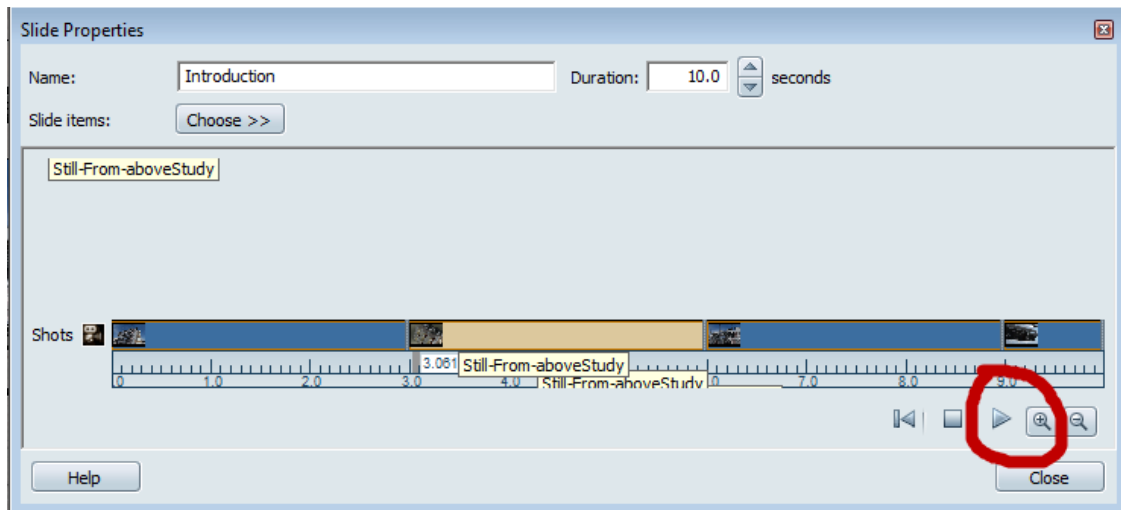 Slide Properties
Name: Introduction Duration: 10.0 seconds
Slide items: Choose >>
Still-From-aboveStudy
Shots
3.061 Still-From-aboveStudy
.0 1.0 2.0 3.0 4.0 Still-From-aboveStudy .0 7.0 8.0 9.0
Help Close